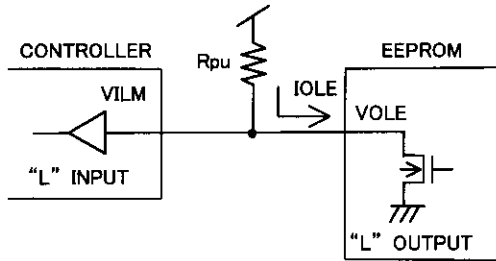 CONTROLLER
EEPROM
Rpu
IOLE
VILM
VOLE
"L" INPUT
"L" OUTPUT